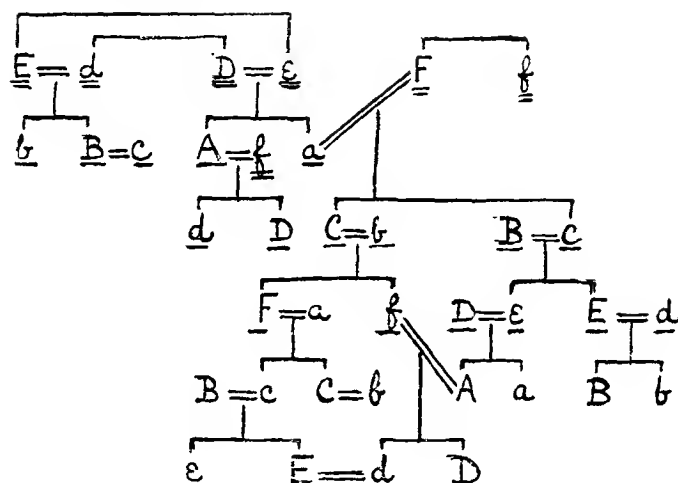 E = d D = ε F f
b B = c A = f a
d D C = b B = c
F = a f D = ε E = d
B = c C = b A a B b
ε E = d D